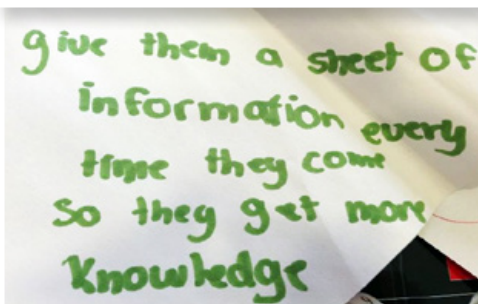 give them a sheet of
information every
time they come
so they get more
knowledge